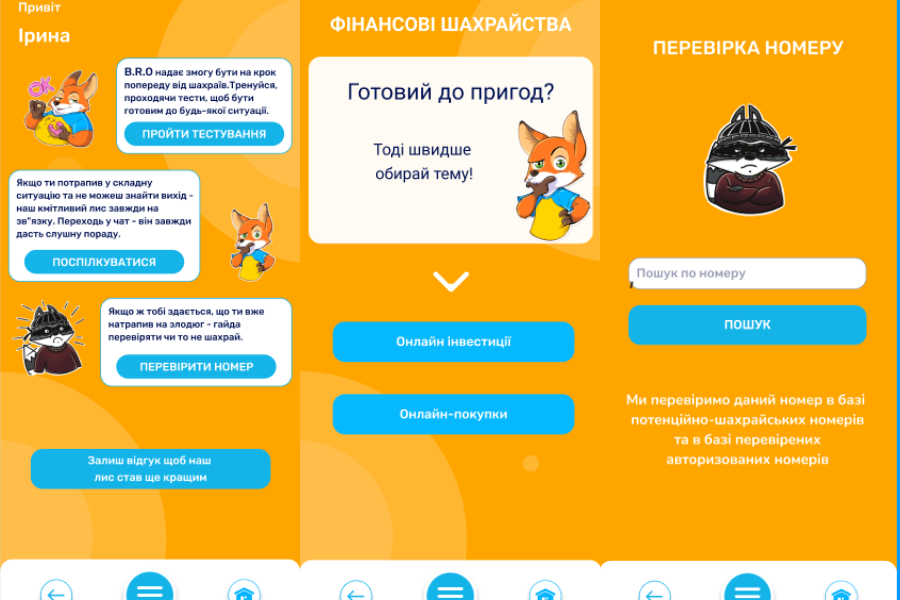 Привіт
Ірина
OK
B.R.O надає змогу бути на крок
попереду від шахраїв.Тренуйся,
проходячи тести, щоб бути
готовим до будь-якої ситуації.
ПРОЙТИ ТЕСТУВАННЯ
Якщо ти потрапив у складну
ситуацію та не можеш знайти вихід -
наш кмітливий лис завжди на
зв"язку. Переходь у чат - він завжди
дасть слушну пораду.
ПОСПІЛКУВАТИСЯ
Якщо ж тобі здається, що ти вже
натрапив на злодюг - гайда
перевіряти чи то не шахрай.
ПЕРЕВІРИТИ НОМЕР
Залиш відгук щоб наш
лис став ще кращим
ФІНАНСОВІ ШАХРАЙСТВА
Готовий до пригод?
Тоді швидше
обирай тему!
Онлайн інвестиції
Онлайн-покупки
ПЕРЕВІРКА НОМЕРУ
Пошук по номеру
ПОШУК
Ми перевіримо даний номер в базі
потенційно-шахрайських номерів
та в базі перевірених
авторизованих номерів